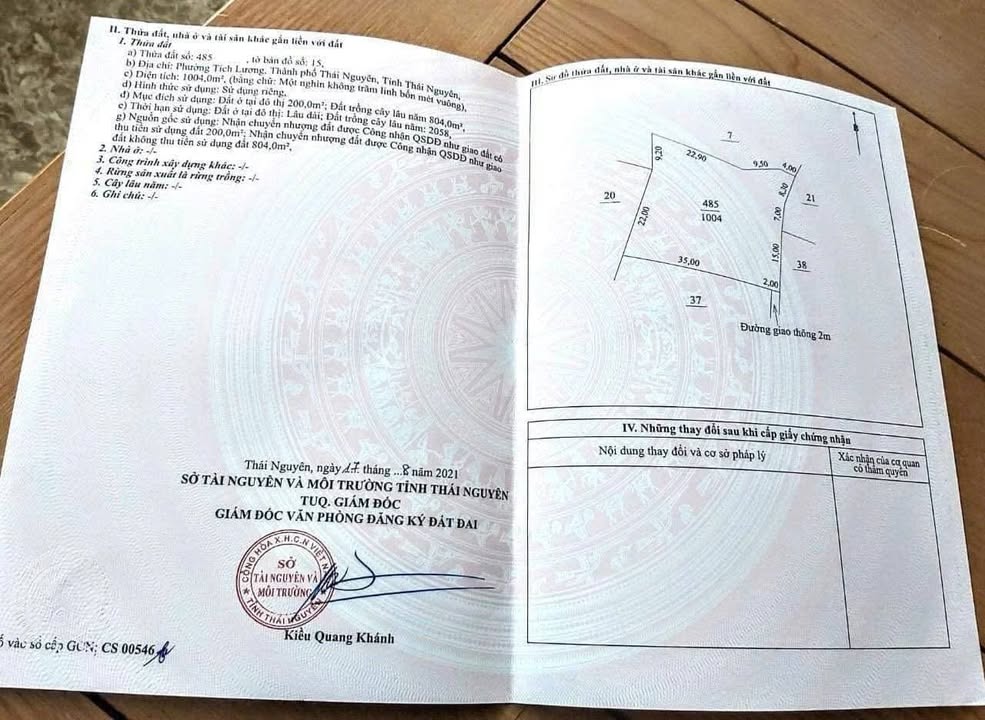 II. Thửa đất, nhà ở và tài sản khác gắn liền với đất
1. Thửa đất
a) Thửa đất số: 485 , tờ bản đồ số: 15,
b) Địa chỉ: Phường Tích Lương, Thành phố Thái Nguyên, Tỉnh Thái Nguyên,
c) Diện tích: 1004,0m², (bằng chữ: Một nghìn không trăm linh bốn mét vuông),
d) Hình thức sử dụng: Sử dụng riêng,
đ) Mục đích sử dụng: Đất ở tại đô thị 200,0m²; Đất trồng cây lâu năm 804,0m²,
e) Thời hạn sử dụng: Đất ở tại đô thị: Lâu dài; Đất trồng cây lâu năm: 2058,
g) Nguồn gốc sử dụng: Nhận chuyển nhượng đất được Công nhận QSDĐ như giao đất có
thu tiền sử dụng đất 200,0m²; Nhận chuyển nhượng đất được Công nhận QSDĐ như giao
đất không thu tiền sử dụng đất 804,0m²,
2. Nhà ở: -/-
3. Công trình xây dựng khác: -/-
4. Rừng sản xuất là rừng trồng: -/-
5. Cây lâu năm: -/-
6. Ghi chú: -/-
Thái Nguyên, ngày 17 tháng ...8 năm 2021
SỞ TÀI NGUYÊN VÀ MÔI TRƯỜNG TỈNH THÁI NGUYÊN
TUQ. GIÁM ĐỐC
GIÁM ĐỐC VĂN PHÒNG ĐĂNG KÝ ĐẤT ĐAI
CỘNG HÒA X.H.C.N VIỆT NAM
SỞ
TÀI NGUYÊN VÀ
MÔI TRƯỜNG
TỈNH THÁI NGUYÊN
Kiều Quang Khánh
ố vào sổ cấp GCN: CS 00546
III. Sơ đồ thửa đất, nhà ở và tài sản khác gắn liền với đất
7
9,20
22,90
9,50
4,00
8,30
20
485
1004
21
22,00
7,00
15,00
38
35,00
2,00
37
Đường giao thông 2m
IV. Những thay đổi sau khi cấp giấy chứng nhận
Nội dung thay đổi và cơ sở pháp lý
Xác nhận của cơ quan
có thẩm quyền